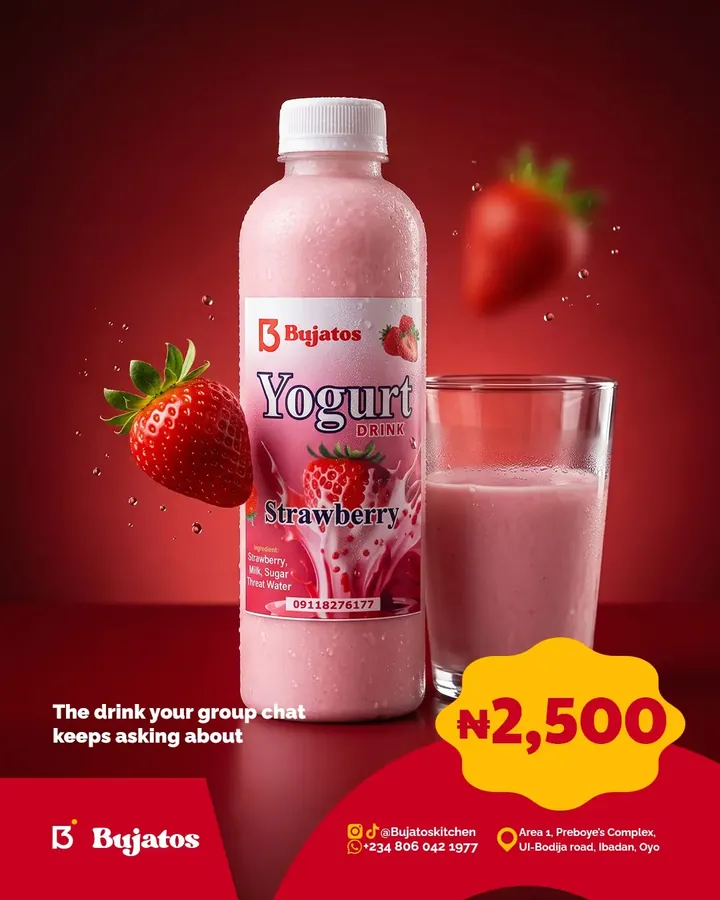 Bujatos
Yogurt
DRINK
Strawberry
Ingredient:
Strawberry,
Milk, Sugar
Threat Water
09118276177
The drink your group chat
keeps asking about
₦2,500
Bujatos
@Bujatoskitchen
+234 806 042 1977
Area 1, Preboye's Complex,
UI-Bodija road, Ibadan, Oyo